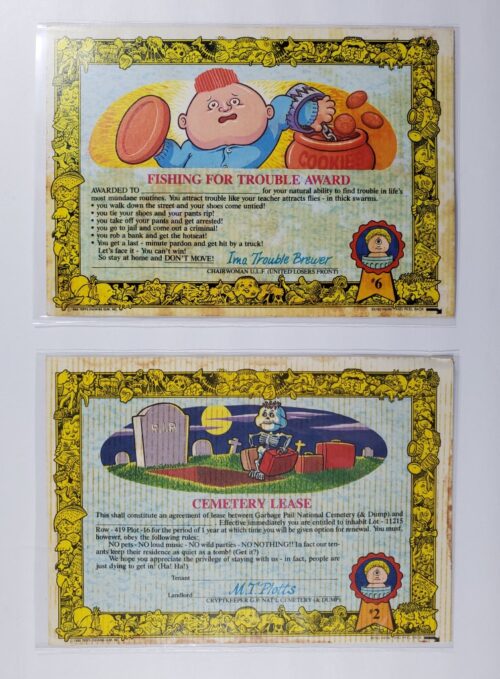 COOKIES
FISHING FOR TROUBLE AWARD
AWARDED TO for your natural ability to find trouble in life's
most mundane routines. You attract trouble like your teacher attracts flies - in thick swarms.
• you walk down the street and your shoes come untied!
• you tie your shoes and your pants rip!
• you take off your pants and get arrested!
• you go to jail and come out a criminal!
• you rob a bank and get the hotseat!
• You get a last - minute pardon and get hit by a truck!
Let's face it - You can't win!
So stay at home and DON'T MOVE!
Ima Trouble Brewer
CHAIRWOMAN U.L.F. (UNITED LOSERS FRONT)
#6
R.I.P.
CEMETERY LEASE
This shall constitute an agreement of lease between Garbage Pail National Cemetery (& Dump) and
. Effective immediately you are entitled to inhabit Lot - 11215
Row - 419 Plot - 16 for the period of 1 year at which time you will be given option for renewal. You must,
however, obey the following rules:
NO pets - NO loud music - NO wild parties - NO NOTHING!! In fact our ten-
ants keep their residence as quiet as a tomb! (Get it?)
We hope you appreciate the privilege of staying with us - in fact, people are
just dying to get in! (Ha! Ha!)
Tenant
M.T. Plotts
Landlord
CRYPTKEEPER G.P. NAT'L CEMETERY (& DUMP)
#2